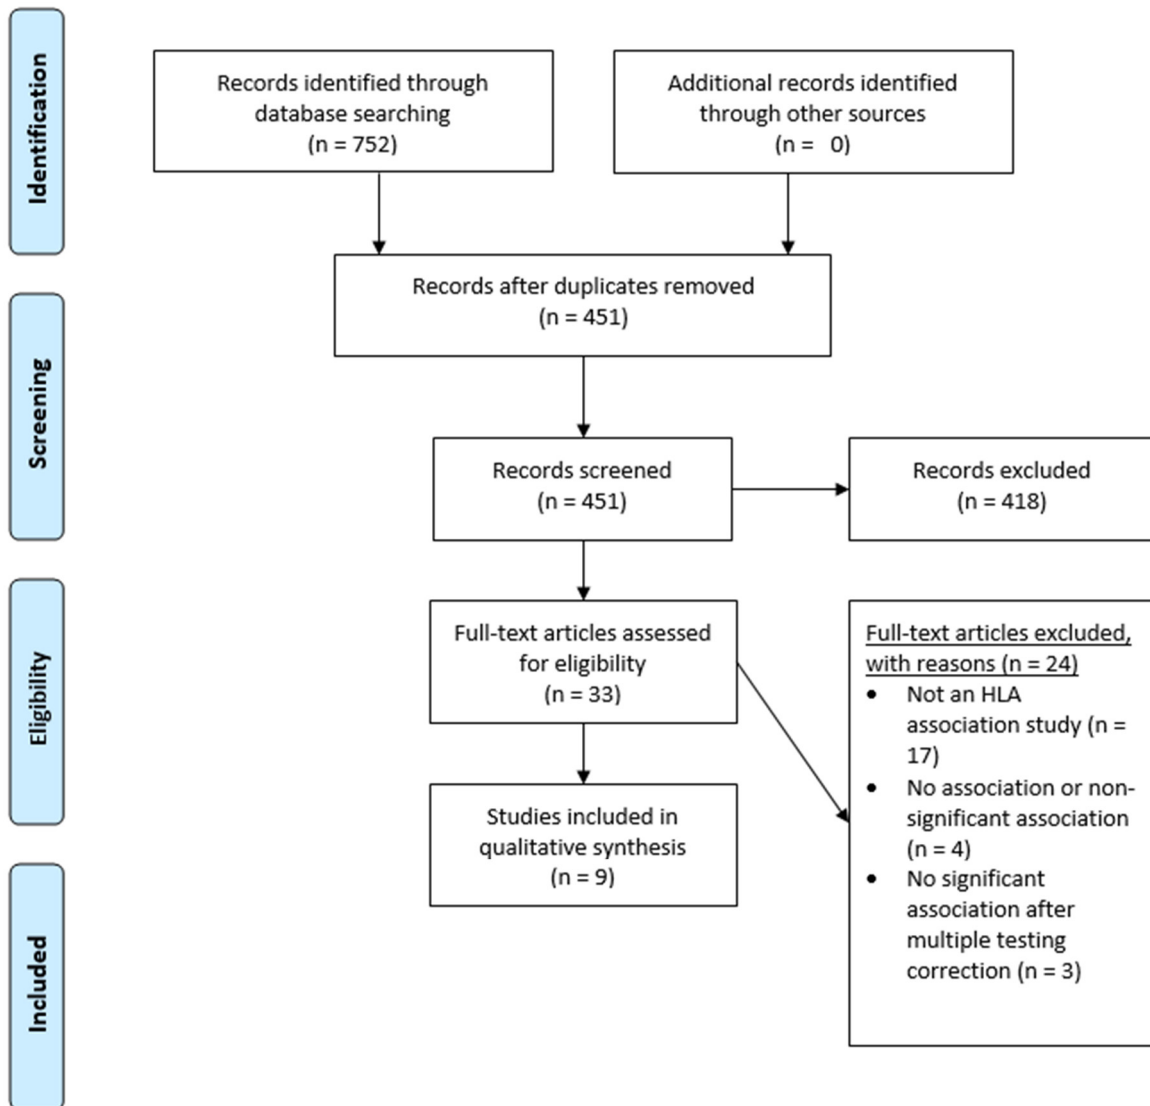 Identification
Records identified through
database searching
(n = 752)
Additional records identified
through other sources
(n =   0)
Records after duplicates removed
(n = 451)
Screening
Records screened
(n = 451)
Records excluded
(n = 418)
Eligibility
Full-text articles assessed
for eligibility
(n = 33)
Full-text articles excluded,
with reasons (n = 24)
• Not an HLA
association study (n =
17)
• No association or non-
significant association
(n = 4)
• No significant
association after
multiple testing
correction (n = 3)
Included
Studies included in
qualitative synthesis
(n = 9)